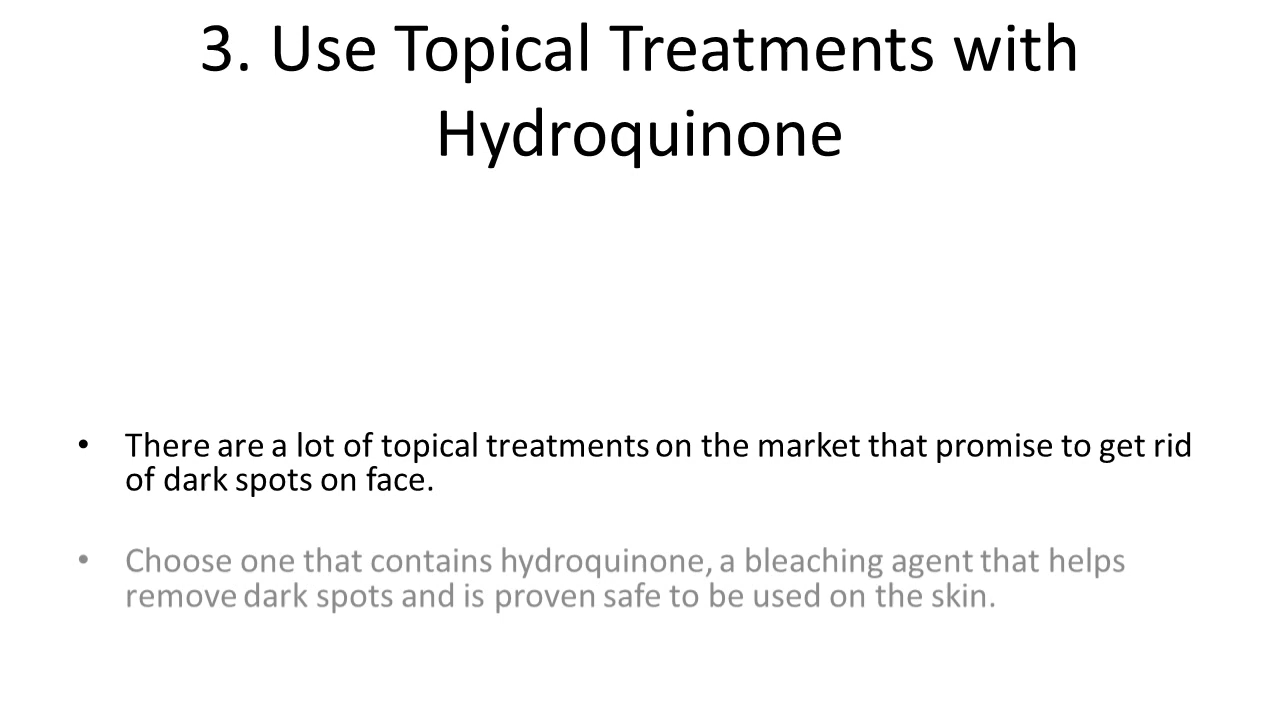 3. Use Topical Treatments with
Hydroquinone
• There are a lot of topical treatments on the market that promise to get rid
of dark spots on face.
• Choose one that contains hydroquinone, a bleaching agent that helps
remove dark spots and is proven safe to be used on the skin.